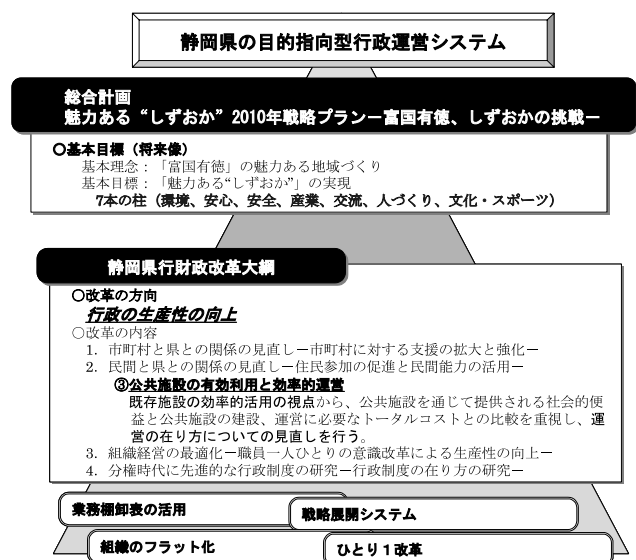 静岡県の目的指向型行政運営システム
総合計画
魅力ある“しずおか”2010年戦略プラン－富国有徳、しずおかの挑戦－
○基本目標（将来像）
基本理念：「富国有徳」の魅力ある地域づくり
基本目標：「魅力ある“しずおか”」の実現
7本の柱（環境、安心、安全、産業、交流、人づくり、文化・スポーツ）
静岡県行財政改革大綱
○改革の方向
行政の生産性の向上
○改革の内容
1. 市町村と県との関係の見直し－市町村に対する支援の拡大と強化－
2. 民間と県との関係の見直し－住民参加の促進と民間能力の活用－
③公共施設の有効利用と効率的運営
既存施設の効率的活用の視点から、公共施設を通じて提供される社会的便
益と公共施設の建設、運営に必要なトータルコストとの比較を重視し、運
営の在り方についての見直しを行う。
3. 組織経営の最適化－職員一人ひとりの意識改革による生産性の向上－
4. 分権時代に先進的な行政制度の研究－行政制度の在り方の研究－
業務棚卸表の活用
戦略展開システム
組織のフラット化
ひとり１改革